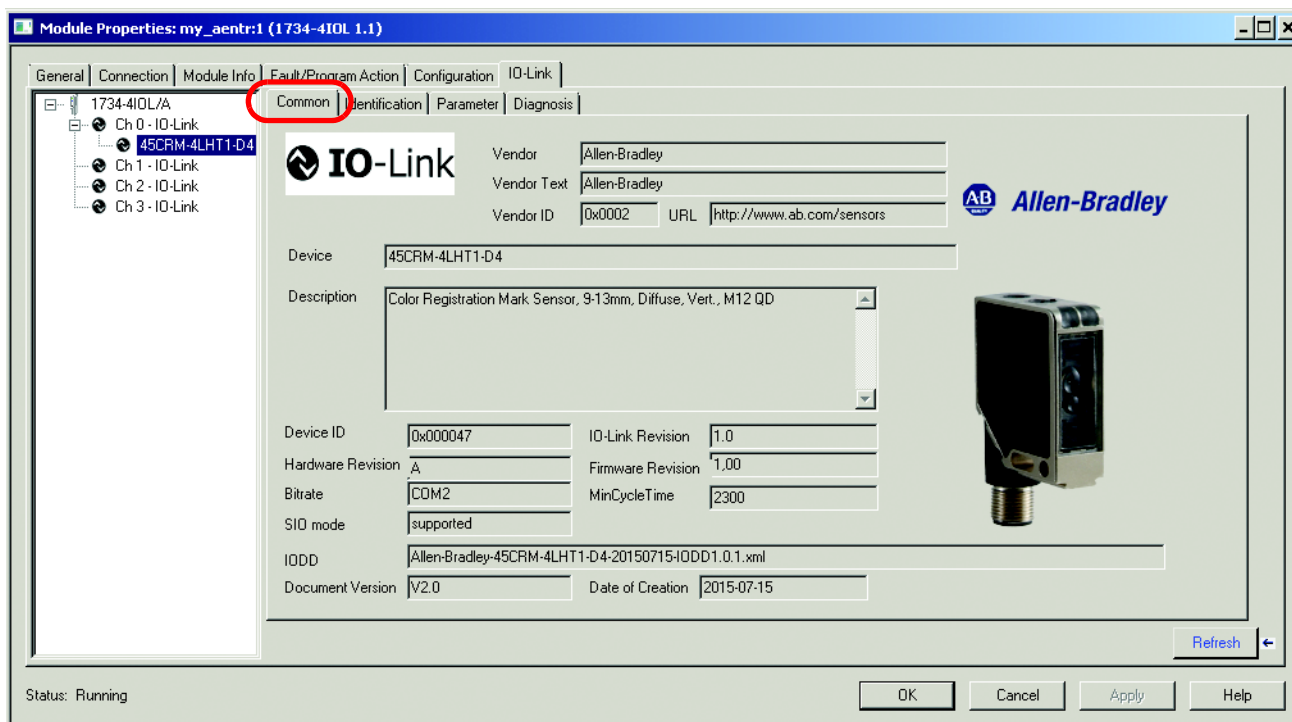 Module Properties: my_aentr:1 (1734-4IOL 1.1)
General Connection Module Info Fault/Program Action Configuration IO-Link
1734-4IOL/A
Ch 0 - IO-Link
45CRM-4LHT1-D4
Ch 1 - IO-Link
Ch 2 - IO-Link
Ch 3 - IO-Link
Common Identification Parameter Diagnosis
IO-Link
Vendor Allen-Bradley
Vendor Text Allen-Bradley
Vendor ID 0x0002 URL http://www.ab.com/sensors
AB Allen-Bradley
Device 45CRM-4LHT1-D4
Description Color Registration Mark Sensor, 9-13mm, Diffuse, Vert., M12 QD
Device ID 0x000047 IO-Link Revision 1.0
Hardware Revision A Firmware Revision 1,00
Bitrate COM2 MinCycleTime 2300
SIO mode supported
IODD Allen-Bradley-45CRM-4LHT1-D4-20150715-IODD1.0.1.xml
Document Version V2.0 Date of Creation 2015-07-15
Refresh
Status: Running
OK Cancel Apply Help